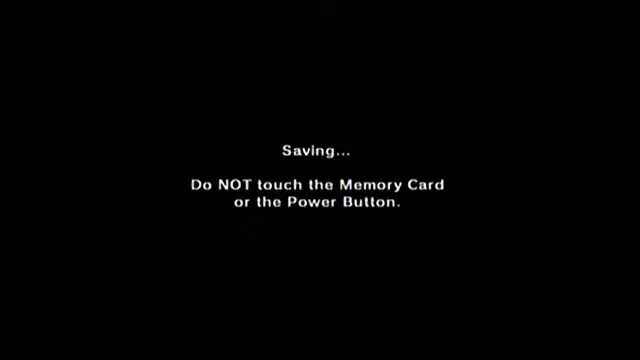 Saving...
Do NOT touch the Memory Card
or the Power Button.